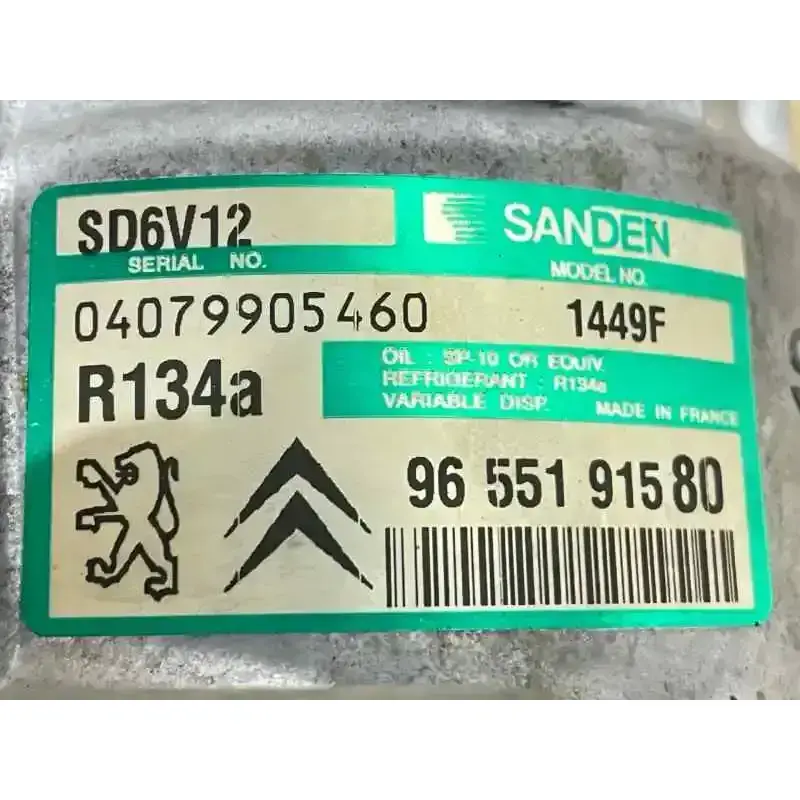 SD6V12
SANDEN
SERIAL NO.
MODEL NO.
04079905460
1449F
R134a
OIL : SP-10 OR EQUIV.
REFRIGERANT : R134a
VARIABLE DISP. MADE IN FRANCE
96 551 915 80